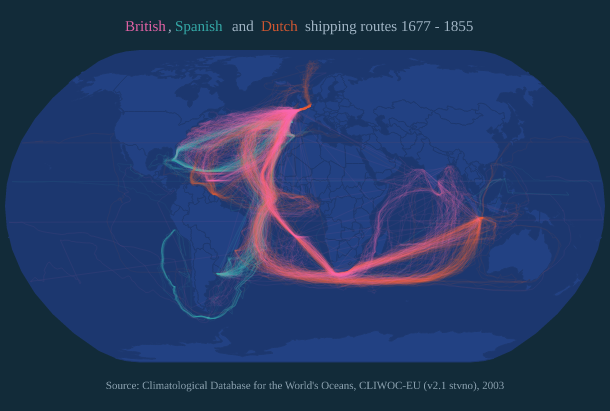 British, Spanish and Dutch shipping routes 1677 - 1855
Source: Climatological Database for the World's Oceans, CLIWOC-EU (v2.1 stvno), 2003